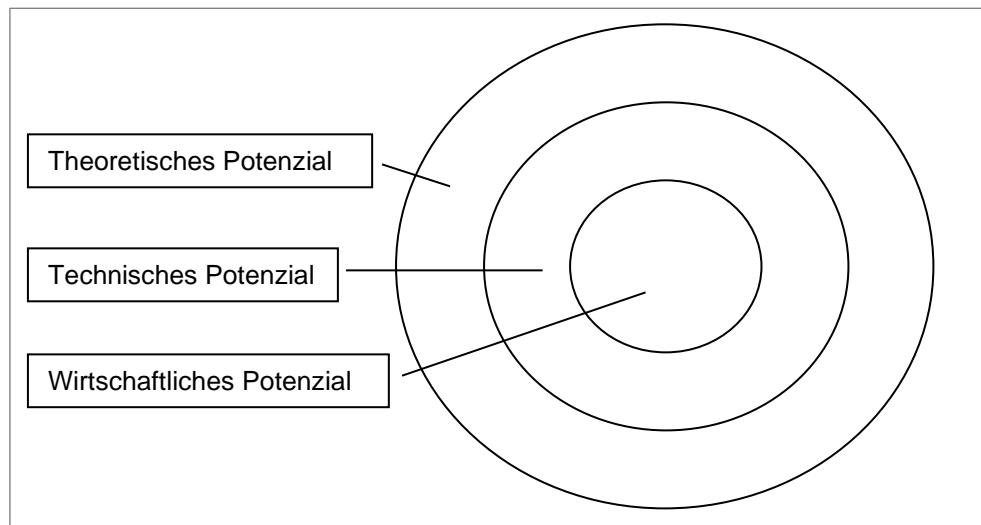 Theoretisches Potenzial
Technisches Potenzial
Wirtschaftliches Potenzial